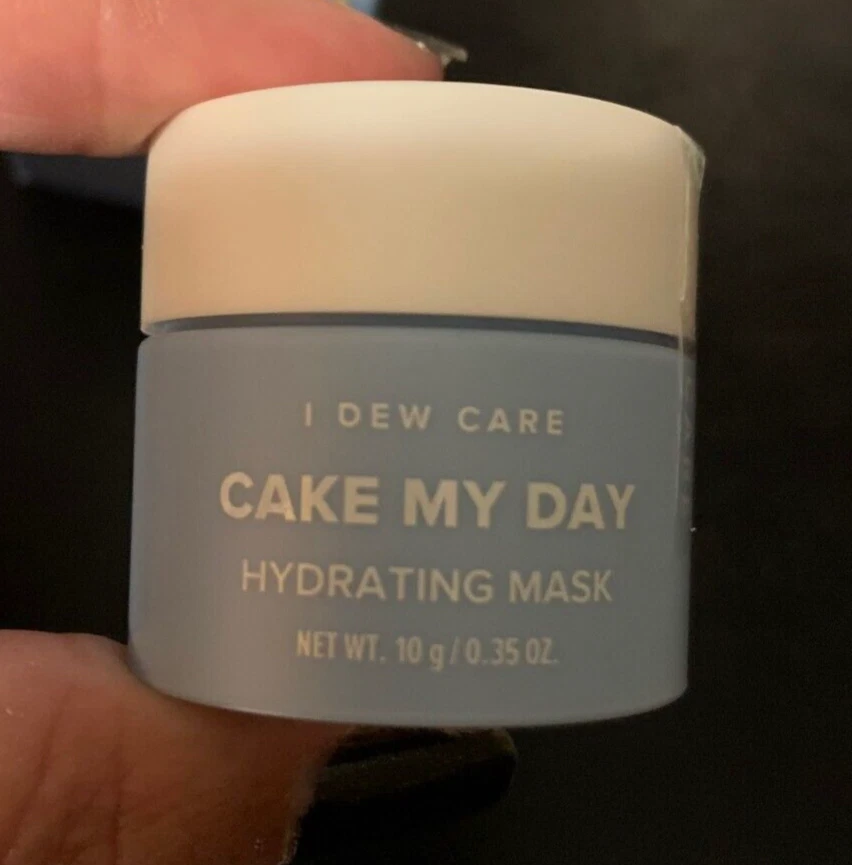 I DEW CARE
CAKE MY DAY
HYDRATING MASK
NET WT. 10 g / 0.35 OZ.